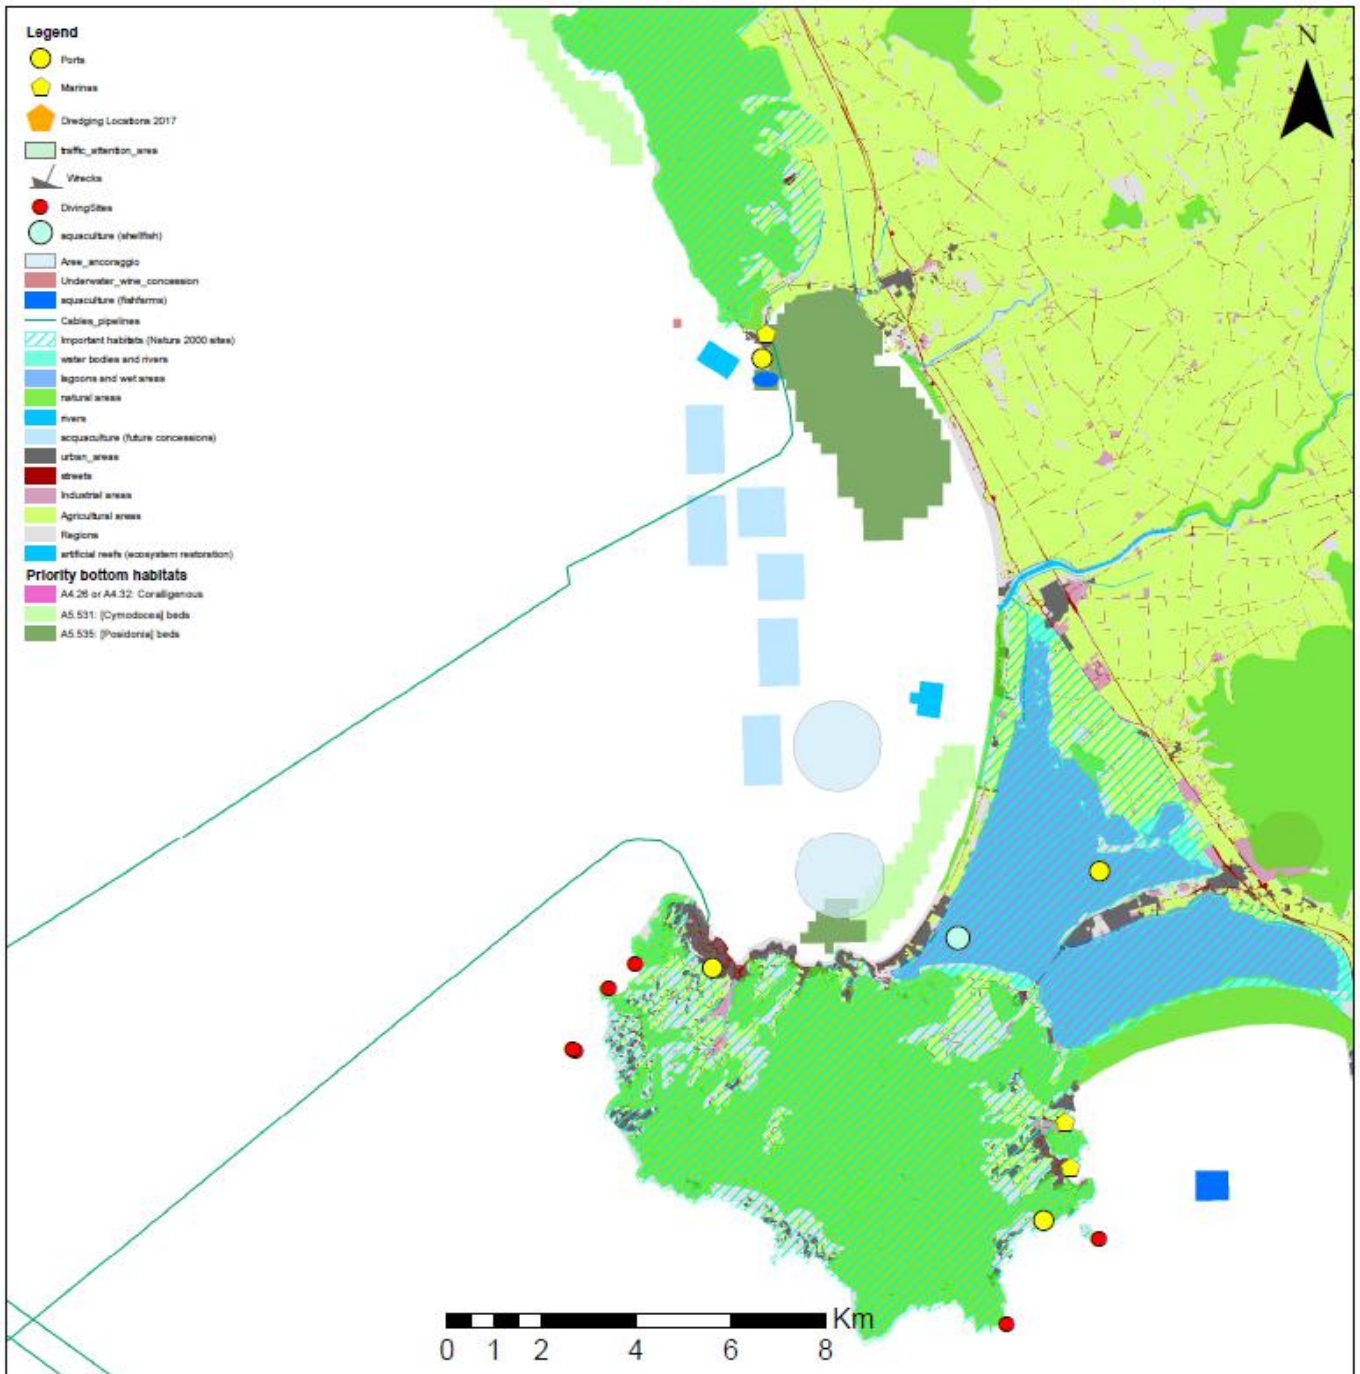 Legend
Ports
Marinas
Dredging Locations 2017
traffic_attention_area
Wrecks
DivingSites
aquaculture (shellfish)
Aree_ancoraggio
Underwater_wine_concession
aquaculture (fishfarms)
Cables_pipelines
Important habitats (Natura 2000 sites)
water bodies and rivers
lagoons and wet areas
natural areas
rivers
acquaculture (future concessions)
urban_areas
streets
Industrial areas
Agricultural areas
Regions
artificial reefs (ecosystem restoration)
Priority bottom habitats
A4.26 or A4.32: Coralligenous
A5.531: [Cymodocea] beds
A5.535: [Posidonia] beds
N
Km
0 1 2 4 6 8